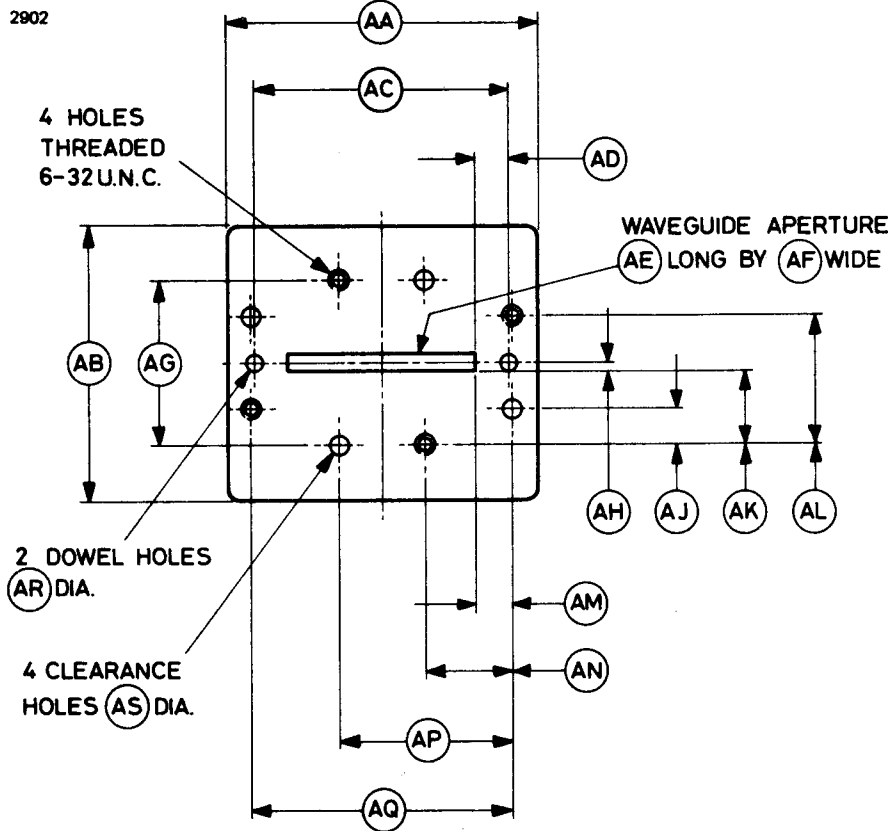 2902
AA
AC
4 HOLES
THREADED
6-32 U.N.C.
AD
WAVEGUIDE APERTURE
AE LONG BY AF WIDE
AB
AG
AH
AJ
AK
AL
2 DOWEL HOLES
AR DIA.
AM
4 CLEARANCE
HOLES AS DIA.
AN
AP
AQ